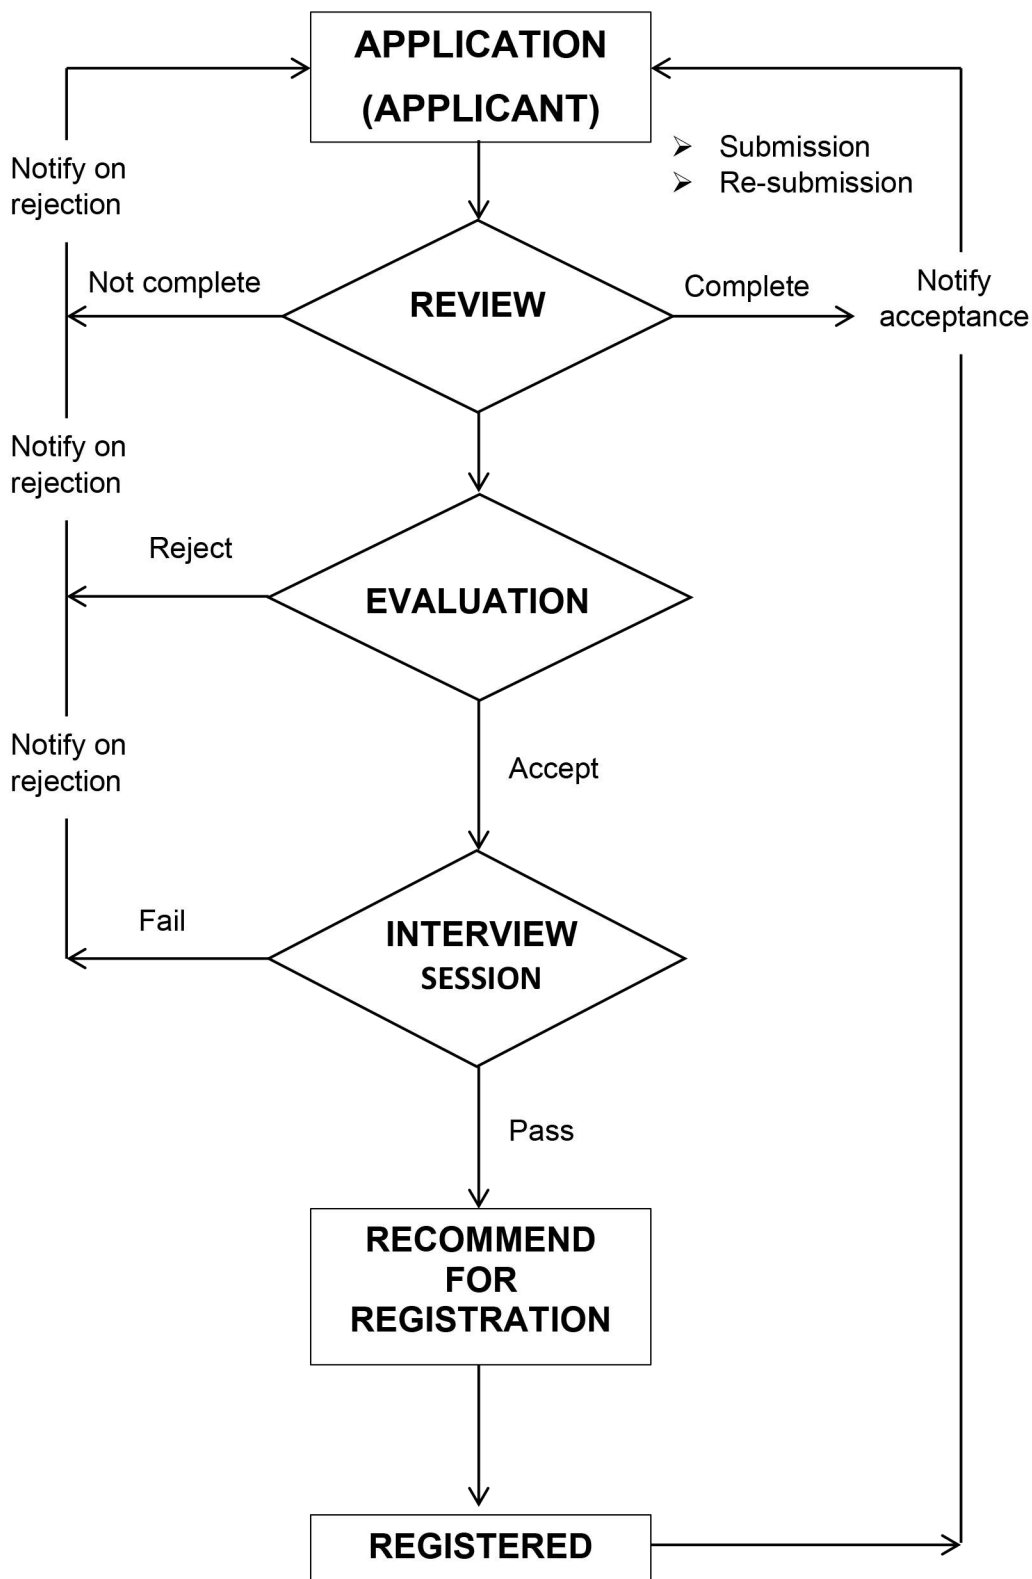 APPLICATION
(APPLICANT)
➢ Submission
➢ Re-submission
Notify on
rejection
Not complete
REVIEW
Complete
Notify
acceptance
Notify on
rejection
Reject
EVALUATION
Notify on
rejection
Accept
Fail
INTERVIEW
SESSION
Pass
RECOMMEND
FOR
REGISTRATION
REGISTERED